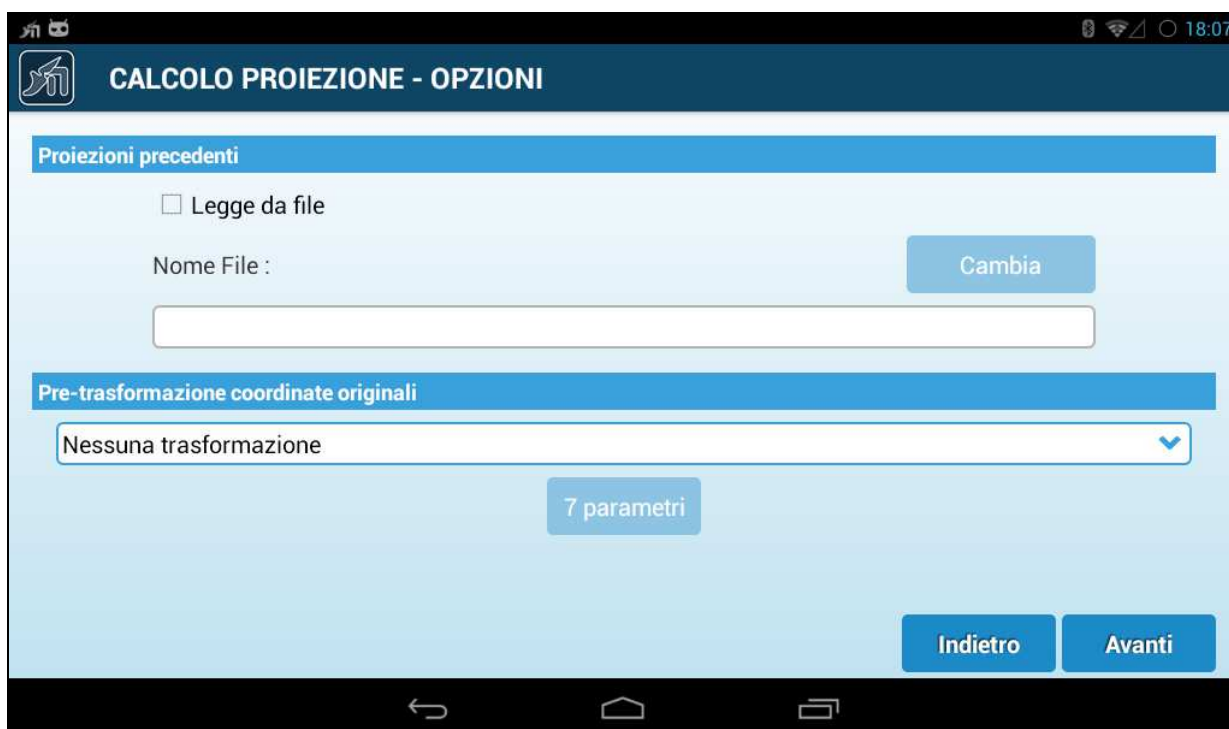 18:07
CALCOLO PROIEZIONE - OPZIONI
Proiezioni precedenti
Legge da file
Nome File :
Cambia
Pre-trasformazione coordinate originali
Nessuna trasformazione
7 parametri
Indietro
Avanti